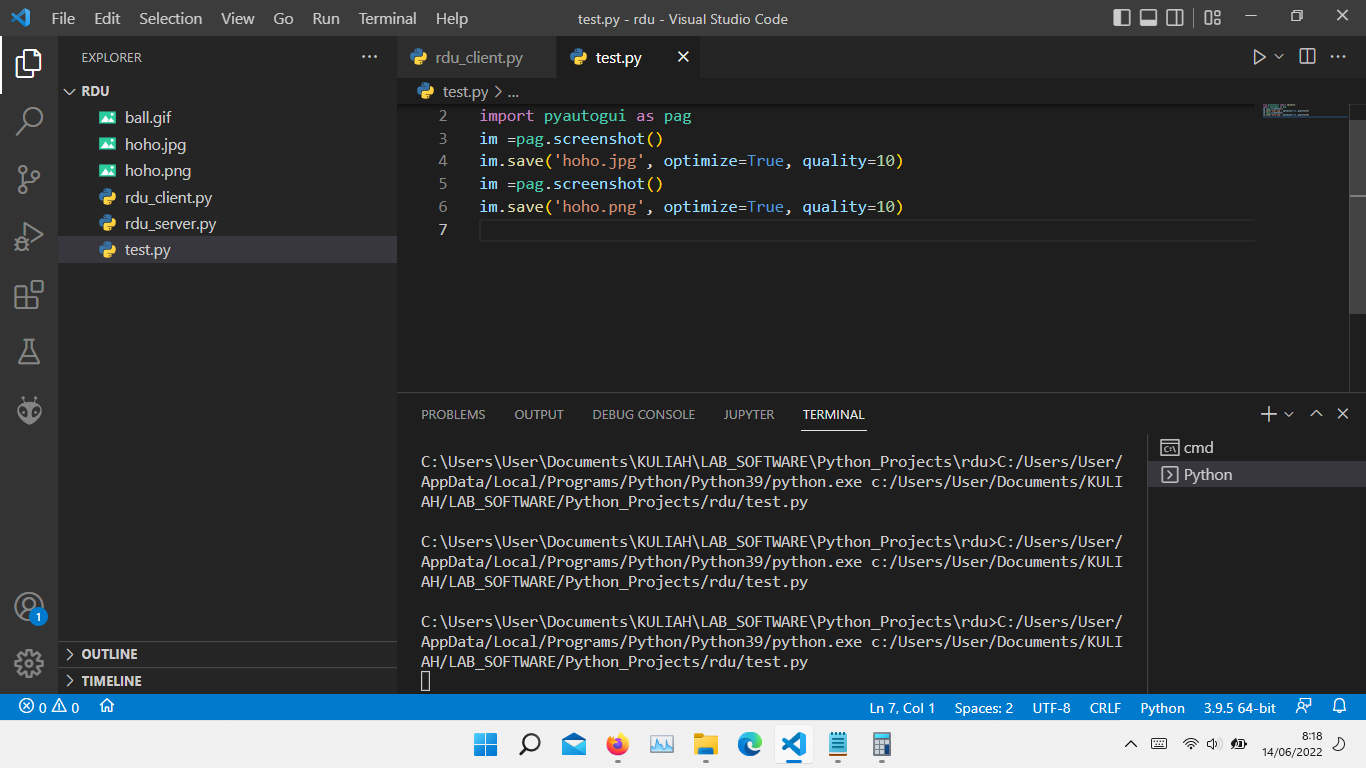 File Edit Selection View Go Run Terminal Help test.py - rdu - Visual Studio Code
EXPLORER
RDU
ball.gif
hoho.jpg
hoho.png
rdu_client.py
rdu_server.py
test.py
OUTLINE
TIMELINE
rdu_client.py test.py
test.py > ...
2 import pyautogui as pag
3 im =pag.screenshot()
4 im.save('hoho.jpg', optimize=True, quality=10)
5 im =pag.screenshot()
6 im.save('hoho.png', optimize=True, quality=10)
7
PROBLEMS OUTPUT DEBUG CONSOLE JUPYTER TERMINAL
C:\Users\User\Documents\KULIAH\LAB_SOFTWARE\Python_Projects\rdu>C:/Users/User/
AppData/Local/Programs/Python/Python39/python.exe c:/Users/User/Documents/KULI
AH/LAB_SOFTWARE/Python_Projects/rdu/test.py
C:\Users\User\Documents\KULIAH\LAB_SOFTWARE\Python_Projects\rdu>C:/Users/User/
AppData/Local/Programs/Python/Python39/python.exe c:/Users/User/Documents/KULI
AH/LAB_SOFTWARE/Python_Projects/rdu/test.py
C:\Users\User\Documents\KULIAH\LAB_SOFTWARE\Python_Projects\rdu>C:/Users/User/
AppData/Local/Programs/Python/Python39/python.exe c:/Users/User/Documents/KULI
AH/LAB_SOFTWARE/Python_Projects/rdu/test.py
cmd
Python
1
0 0 Ln 7, Col 1 Spaces: 2 UTF-8 CRLF Python 3.9.5 64-bit
8:18
14/06/2022